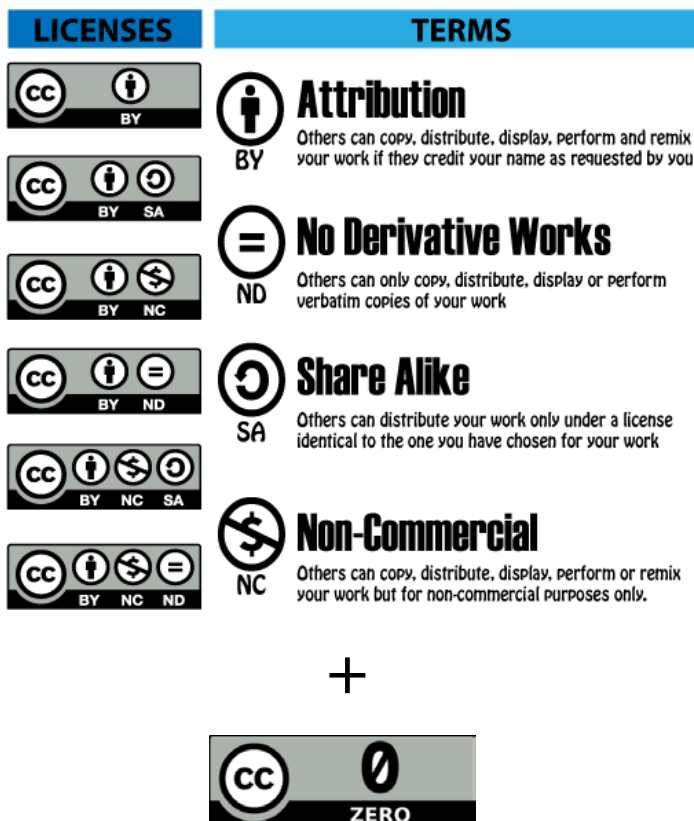 LICENSES
TERMS
cc
BY
Attribution
Others can copy, distribute, display, perform and remix
your work if they credit your name as requested by you
BY
cc
BY SA
No Derivative Works
Others can only copy, distribute, display or perform
verbatim copies of your work
ND
cc
BY NC
cc
BY ND
Share Alike
Others can distribute your work only under a license
identical to the one you have chosen for your work
SA
cc
BY NC SA
Non-Commercial
Others can copy, distribute, display, perform or remix
your work but for non-commercial purposes only.
NC
cc
BY NC ND
+
cc
0
ZERO